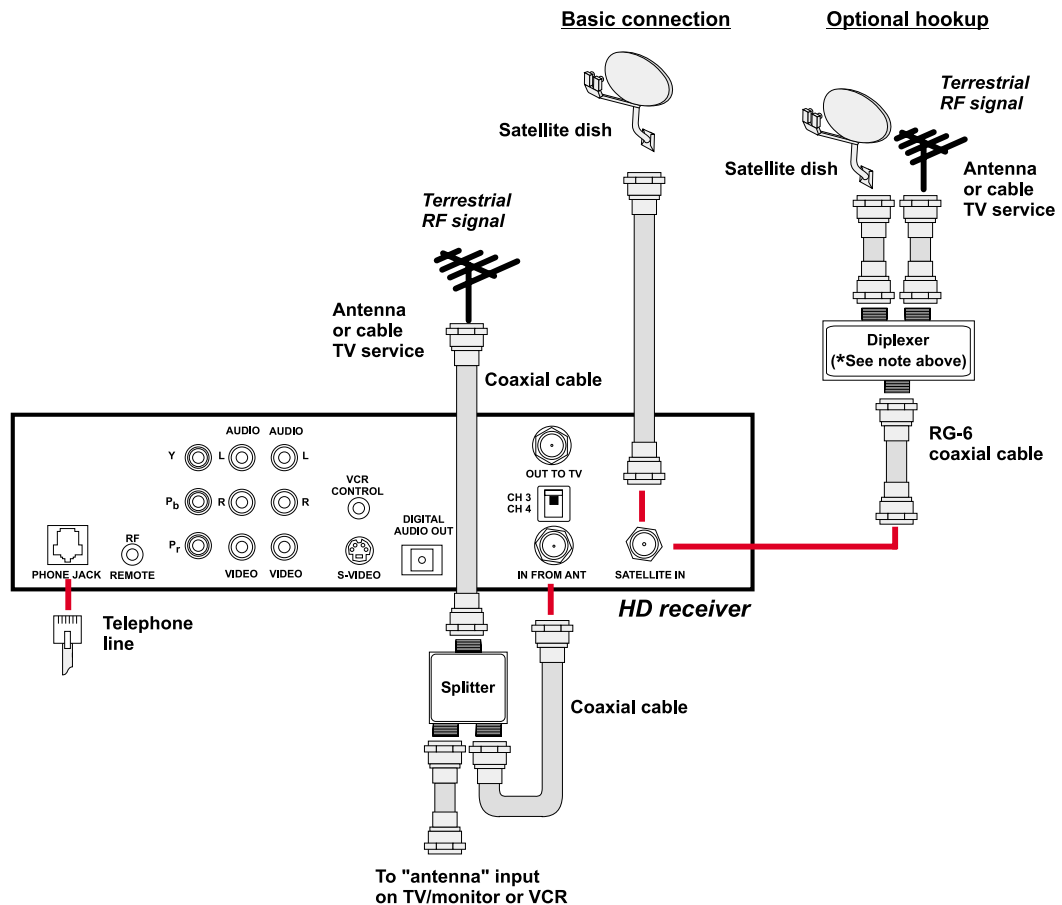 Basic connection
Optional hookup
Satellite dish
Terrestrial
RF signal
Satellite dish
Antenna
or cable
TV service
Terrestrial
RF signal
Antenna
or cable
TV service
Coaxial cable
Diplexer
(*See note above)
RG-6
coaxial cable
AUDIO AUDIO
Y L L
OUT TO TV
VCR
CONTROL
Pb R R
CH 3
CH 4
DIGITAL
AUDIO OUT
RF
Pr
PHONE JACK REMOTE VIDEO VIDEO S-VIDEO IN FROM ANT SATELLITE IN
HD receiver
Telephone
line
Splitter
Coaxial cable
To "antenna" input
on TV/monitor or VCR